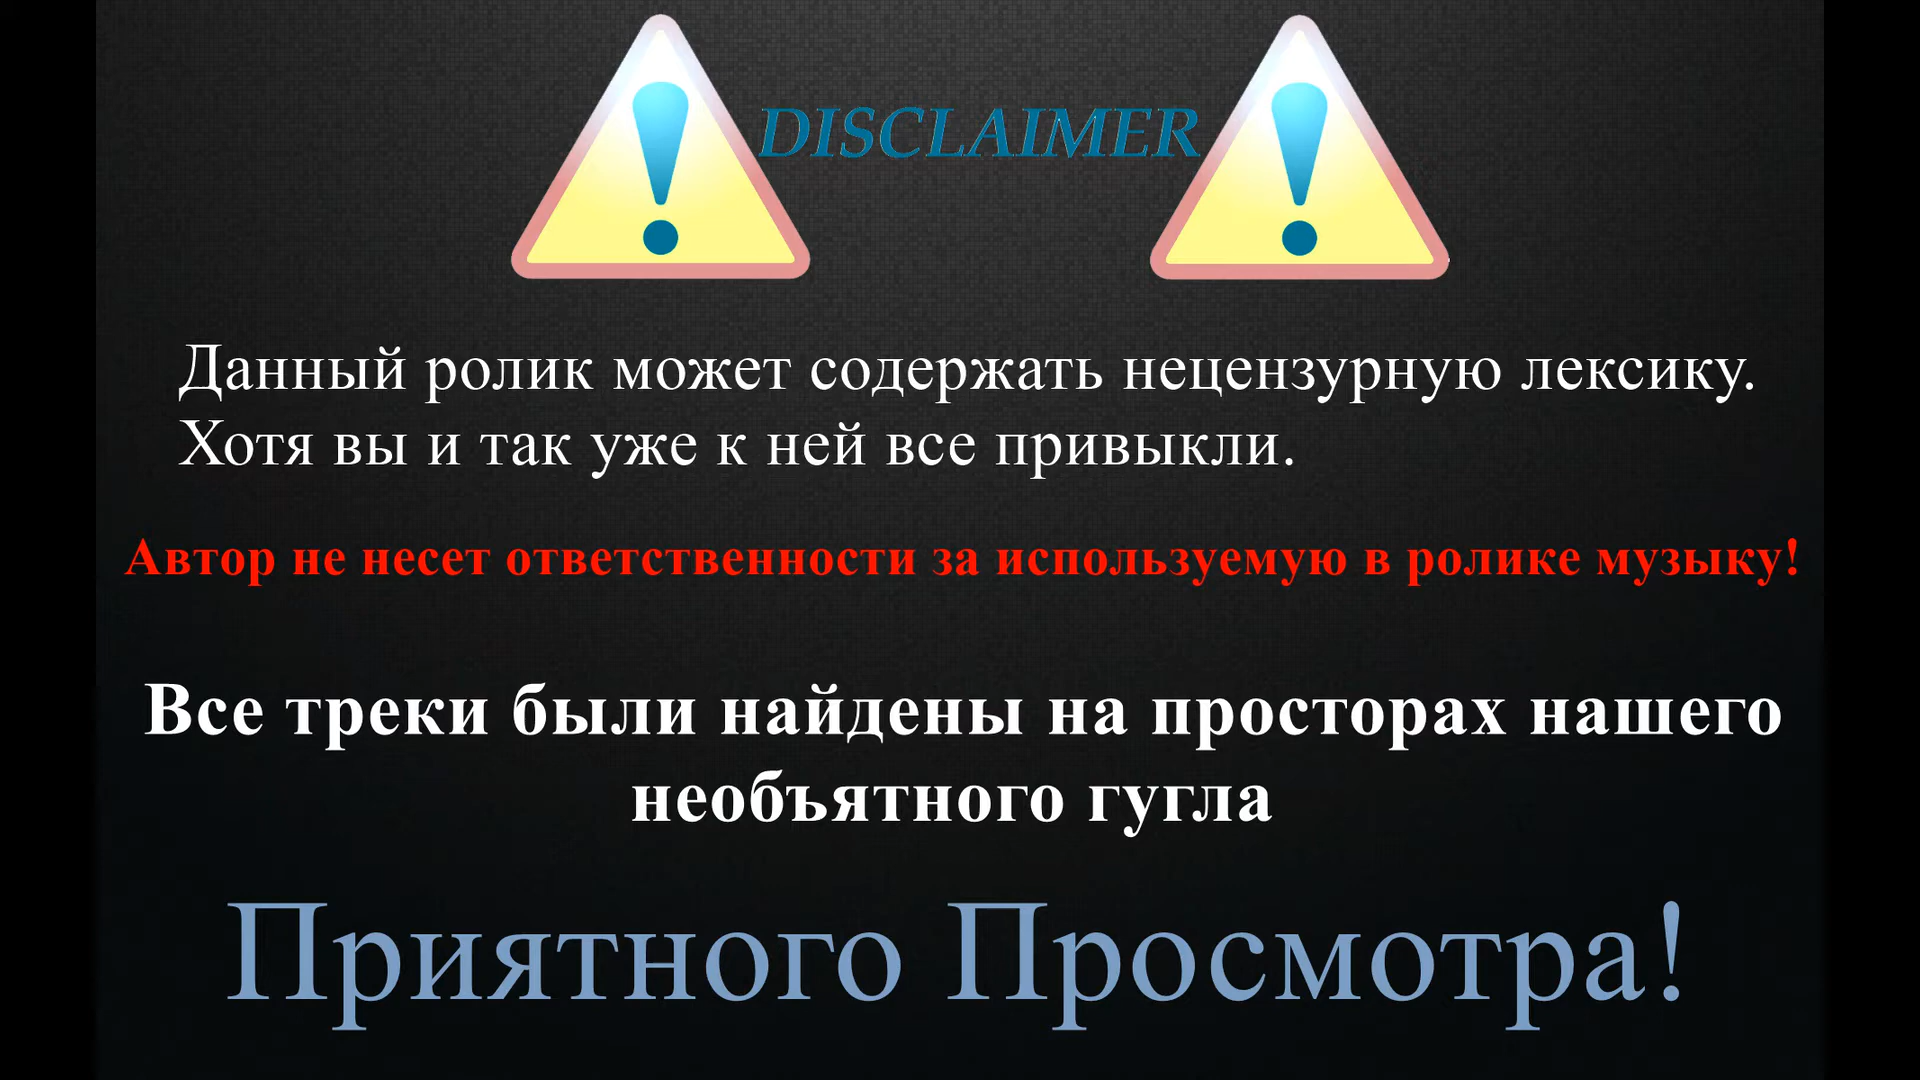 DISCLAIMER
Данный ролик может содержать нецензурную лексику.
Хотя вы и так уже к ней все привыкли.
Автор не несет ответственности за используемую в ролике музыку!
Все треки были найдены на просторах нашего
необъятного гугла
Приятного Просмотра!